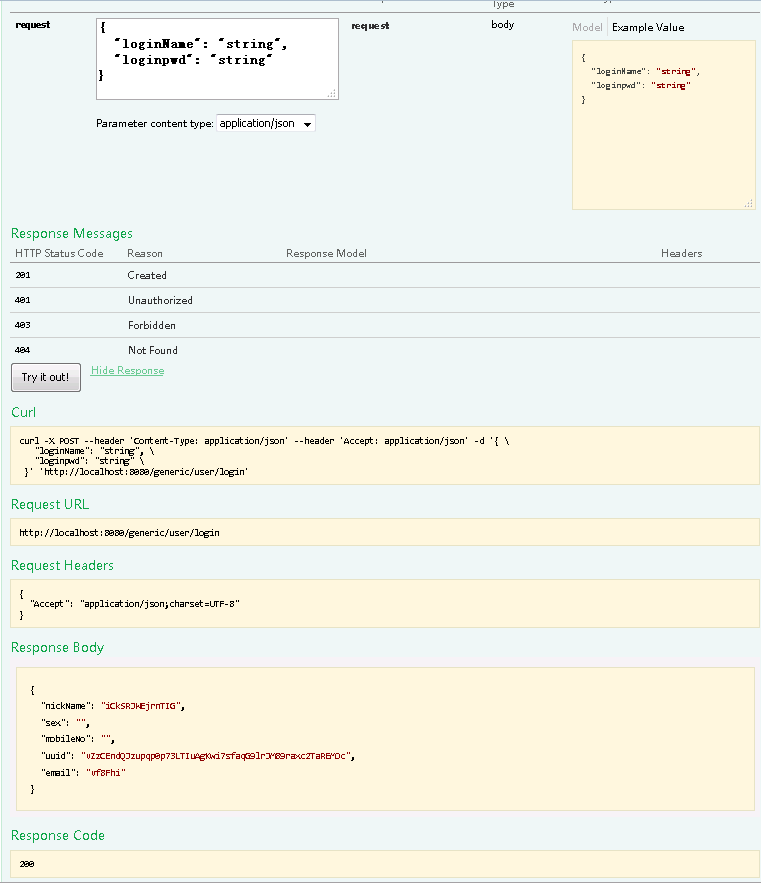 Type
request
{
"loginName": "string",
"loginpwd": "string"
}
request
body
Model
Example Value
{
"loginName": "string",
"loginpwd": "string"
}
Parameter content type:
application/json
Response Messages
HTTP Status Code
Reason
Response Model
Headers
201
Created
401
Unauthorized
403
Forbidden
404
Not Found
Try it out!
Hide Response
Curl
curl -X POST --header 'Content-Type: application/json' --header 'Accept: application/json' -d '{ \
"loginName": "string", \
"loginpwd": "string" \
}' 'http://localhost:8080/generic/user/login'
Request URL
http://localhost:8080/generic/user/login
Request Headers
{
"Accept": "application/json;charset=UTF-8"
}
Response Body
{
"nickName": "iCkSRJWEjrnTIG",
"sex": "",
"mobileNo": "",
"uuid":
"email": "vf8Fhi"
}
Response Code
200